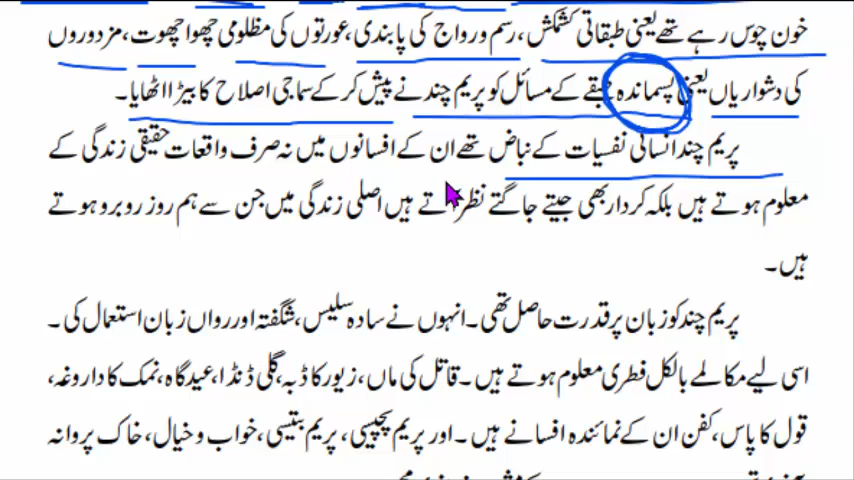 خون چوس رہے تھے یعنی طبقاتی کشمکش، رسم ورواج کی پابندی، عورتوں کی مظلومی چھوا چھوت، مزدوروں
کی دشواریاں یعنی پسماندہ طبقے کے مسائل کو پریم چند نے پیش کر کے سماجی اصلاح کا بیڑا اٹھایا۔
پریم چند انسانی نفسیات کے نباض تھے ان کے افسانوں میں نہ صرف واقعات حقیقی زندگی کے
معلوم ہوتے ہیں بلکہ کردار بھی جیتے جاگتے نظر آتے ہیں اصلی زندگی میں جن سے ہم روز روبرو ہوتے
ہیں۔
پریم چند کو زبان پر قدرت حاصل تھی۔ انہوں نے سادہ سلیس، شگفتہ اور رواں زبان استعمال کی۔
اسی لیے مکالمے بالکل فطری معلوم ہوتے ہیں۔ قاتل کی ماں، زیور کا ڈبہ، گلی ڈنڈا، عیدگاہ، نمک کا داروغہ،
قول کا پاس، کفن ان کے نمائندہ افسانے ہیں۔ اور پریم پچیسی، پریم بتیسی، خواب وخیال، خاک پروانہ